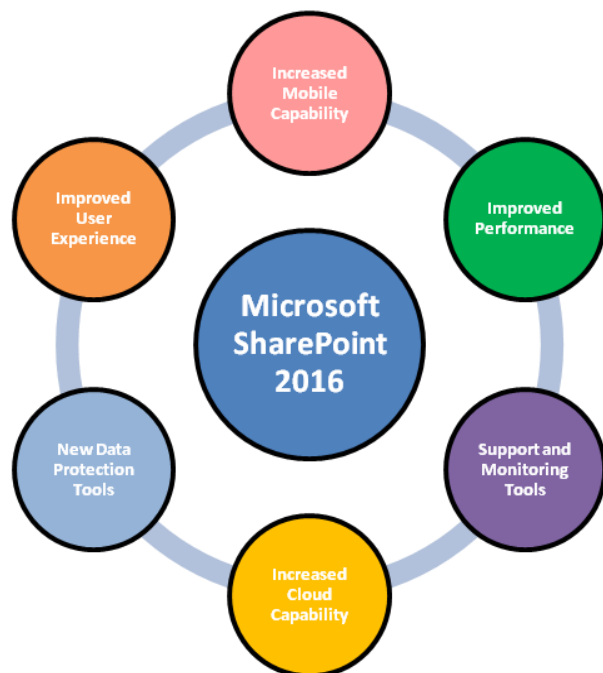 Increased
Mobile
Capability
Improved
User
Experience
Improved
Performance
Microsoft
SharePoint
2016
New Data
Protection
Tools
Support and
Monitoring
Tools
Increased
Cloud
Capability